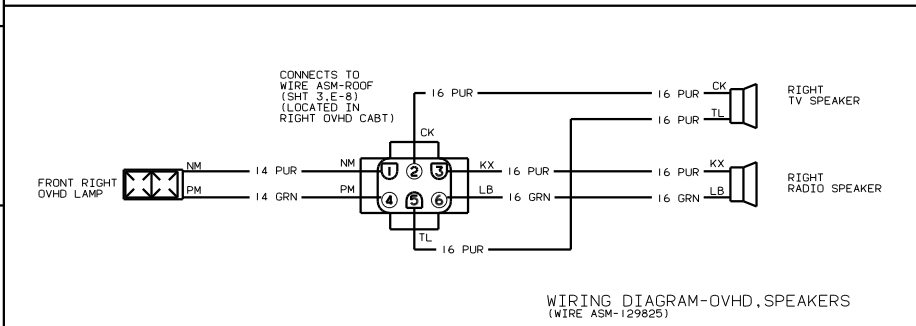 CONNECTS TO
WIRE ASM-ROOF
(SHT 3,E-8)
(LOCATED IN
RIGHT OVHD CABT)
CK
16 PUR
16 PUR
CK
RIGHT
TV SPEAKER
16 PUR
TL
NM
14 PUR
NM
1 2 3
KX
16 PUR
16 PUR
KX
FRONT RIGHT
OVHD LAMP
RIGHT
RADIO SPEAKER
PM
14 GRN
PM
4 5 6
LB
16 GRN
16 GRN
LB
TL
16 PUR
WIRING DIAGRAM-OVHD,SPEAKERS
(WIRE ASM-129825)